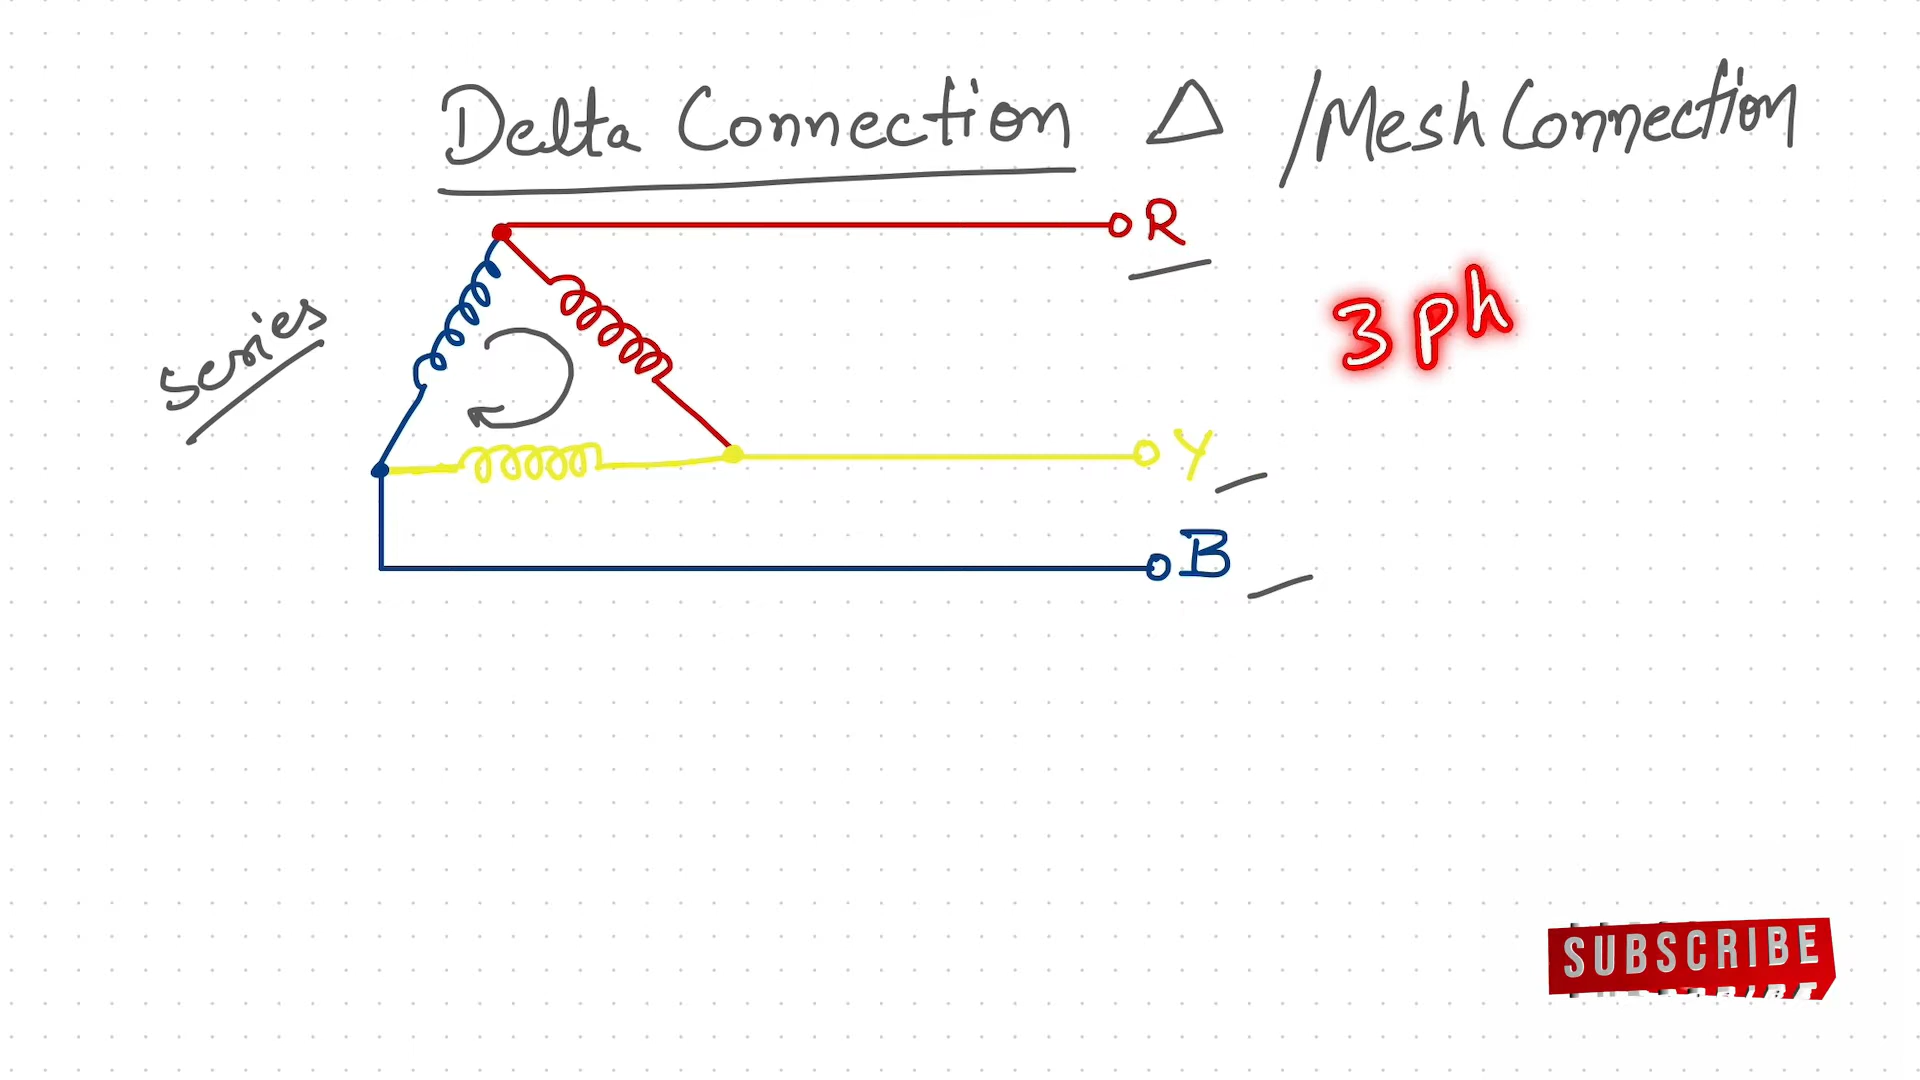 Delta Connection △ / Mesh Connection
R
3 ph
series
Y
B
SUBSCRIBE